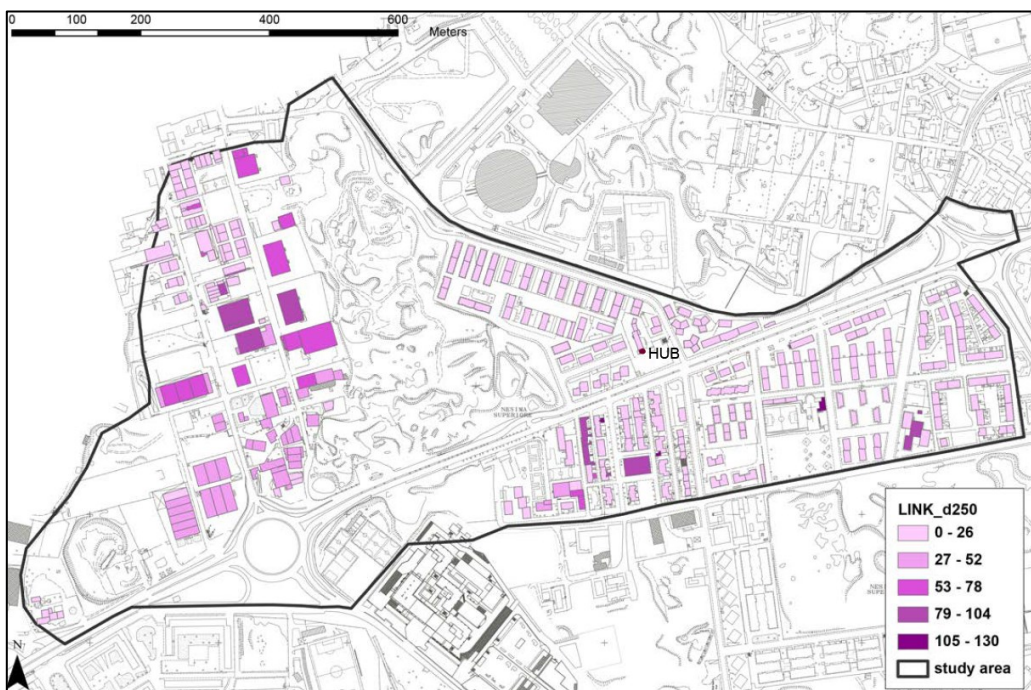 0 100 200 400 600
Meters
HUB
NESIMA
SUPERIORE
LINK_d250
0 - 26
27 - 52
53 - 78
79 - 104
105 - 130
study area
N